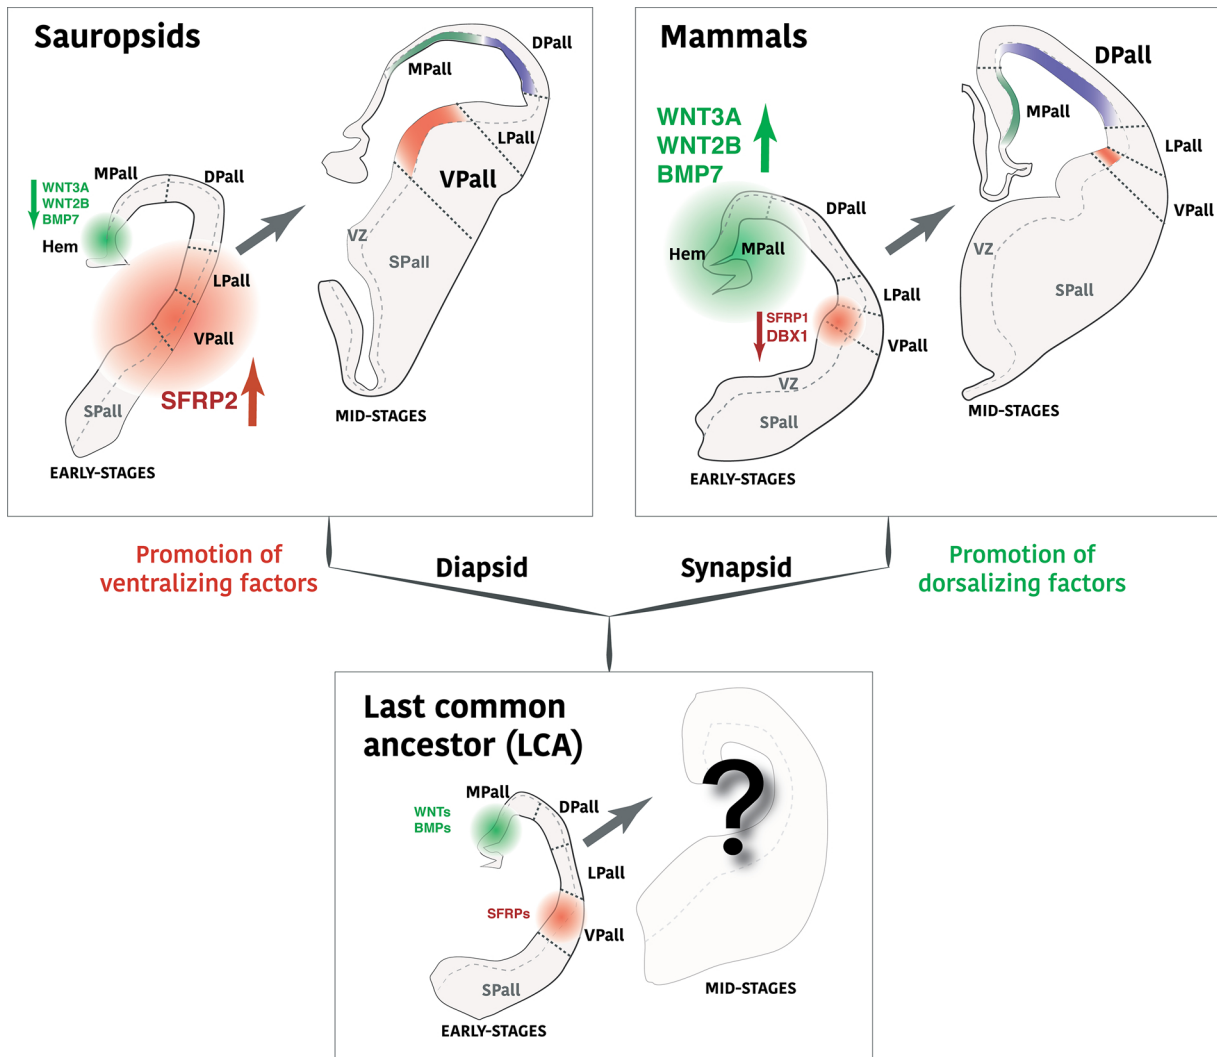 Sauropsids
DPall
MPall
LPall
VPall
VZ
SPall
MID-STAGES
MPall
DPall
WNT3A
WNT2B
BMP7
Hem
LPall
VPall
SFRP2
SPall
EARLY-STAGES
Mammals
DPall
MPall
LPall
VPall
VZ
SPall
MID-STAGES
WNT3A
WNT2B
BMP7
DPall
Hem
MPall
LPall
SFRP1
DBX1
VPall
VZ
SPall
EARLY-STAGES
Promotion of
ventralizing factors
Diapsid
Synapsid
Promotion of
dorsalizing factors
Last common
ancestor (LCA)
MPall
DPall
WNTs
BMPs
LPall
SFRPs
VPall
SPall
EARLY-STAGES
?
MID-STAGES